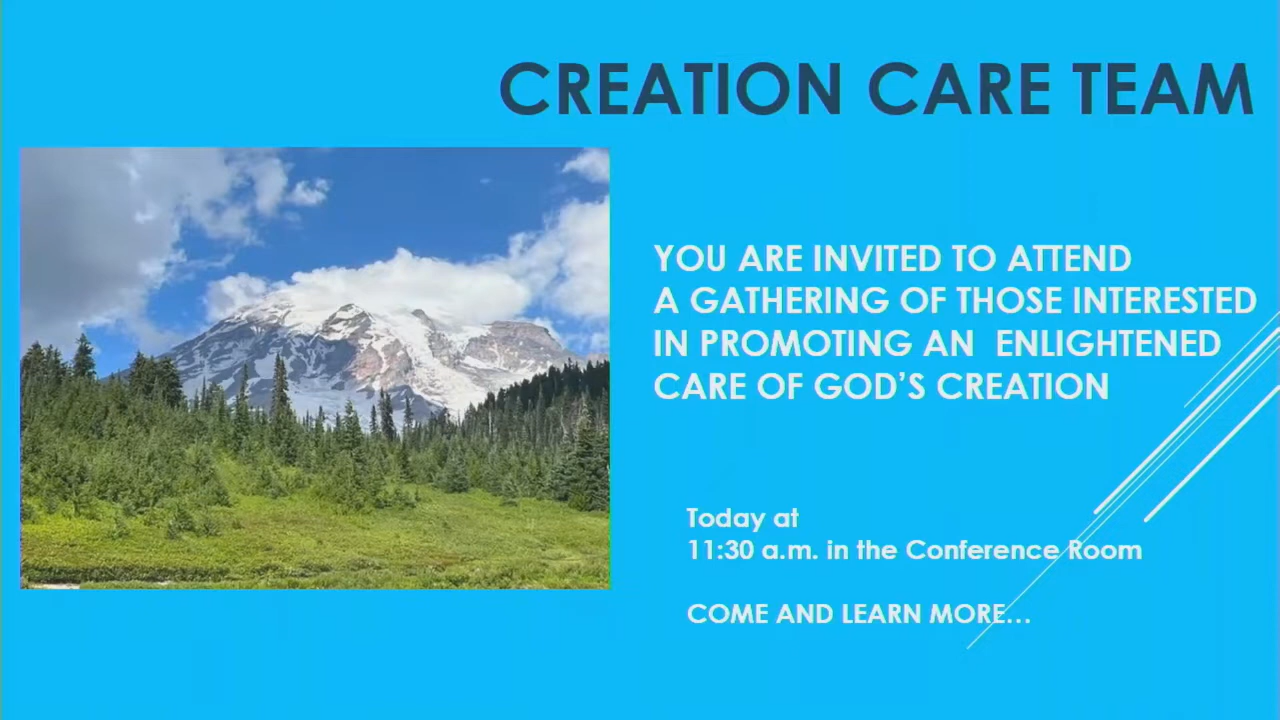 CREATION CARE TEAM
YOU ARE INVITED TO ATTEND
A GATHERING OF THOSE INTERESTED
IN PROMOTING AN  ENLIGHTENED
CARE OF GOD’S CREATION
Today at
11:30 a.m. in the Conference Room
COME AND LEARN MORE…